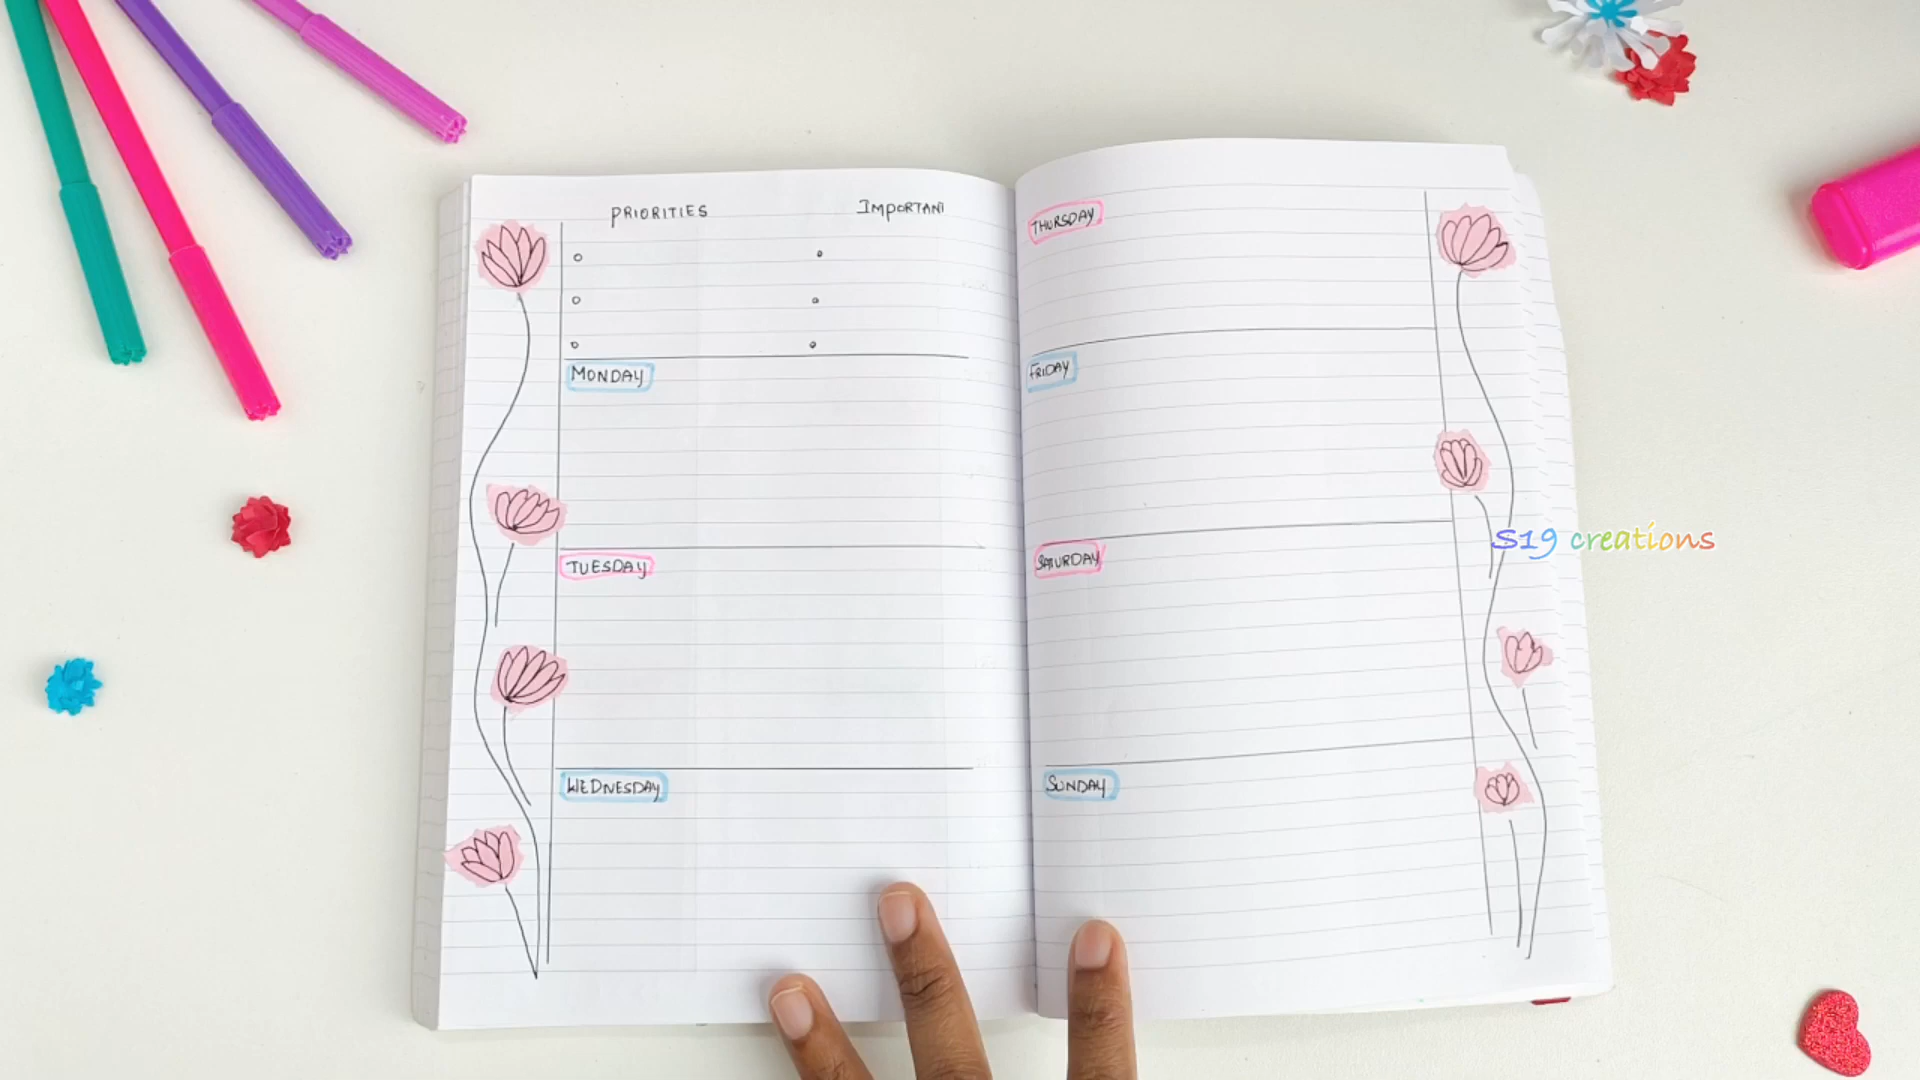 PRIORITIES
IMPORTANT
MONDAY
TUESDAY
WEDNESDAY
THURSDAY
FRIDAY
SATURDAY
SUNDAY
S19 creations